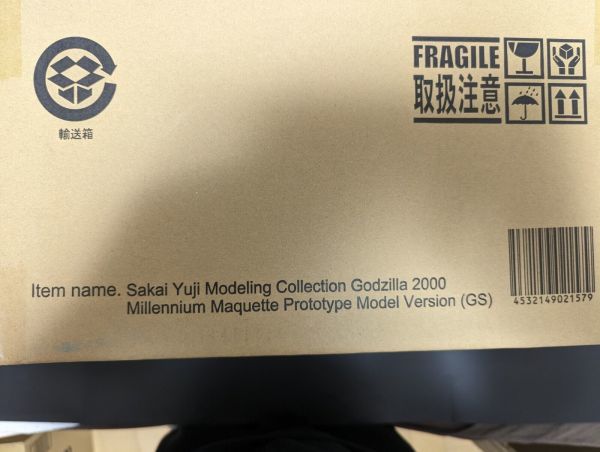 輸送箱
FRAGILE
取扱注意
Item name. Sakai Yuji Modeling Collection Godzilla 2000
Millennium Maquette Prototype Model Version (GS)
4532149021579